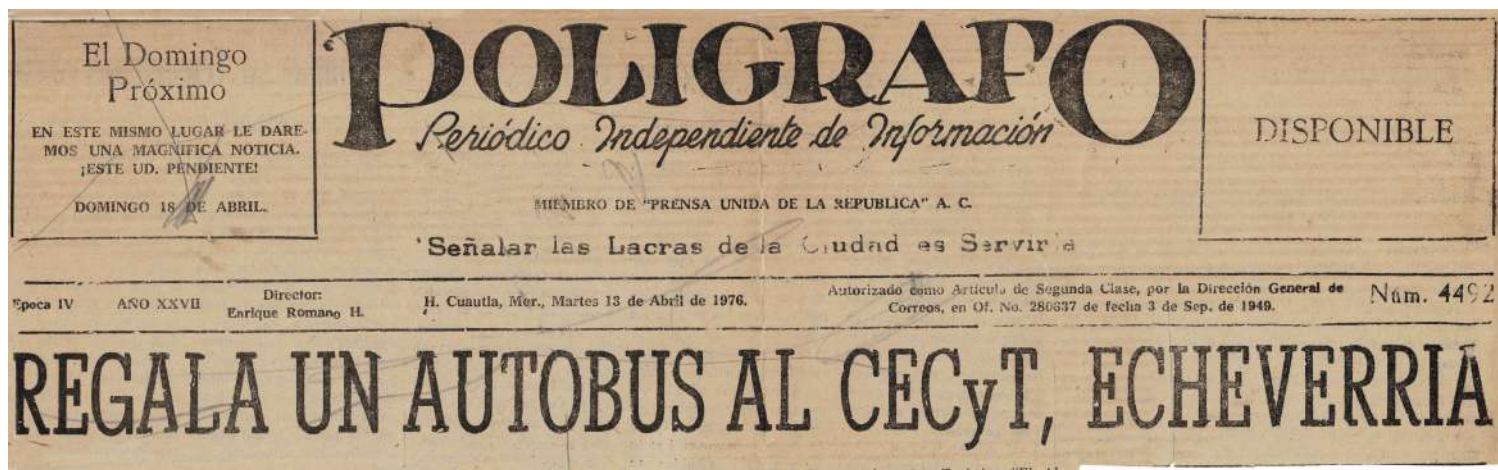 El Domingo
Próximo
EN ESTE MISMO LUGAR LE DARE-
MOS UNA MAGNIFICA NOTICIA.
¡ESTE UD. PENDIENTE!
DOMINGO 18 DE ABRIL.
POLIGRAFO
Periódico Independiente de Información
MIEMBRO DE "PRENSA UNIDA DE LA REPUBLICA" A. C.
'Señalar las Lacras de la Ciudad es Servirla
DISPONIBLE
Epoca IV
AÑO XXVII
Director:
Enrique Romano H.
H. Cuautla, Mor., Martes 13 de Abril de 1976.
Autorizado como Artículo de Segunda Clase, por la Dirección General de
Correos, en Of. No. 280637 de fecha 3 de Sep. de 1949.
Núm. 4492
REGALA UN AUTOBUS AL CECyT, ECHEVERRIA